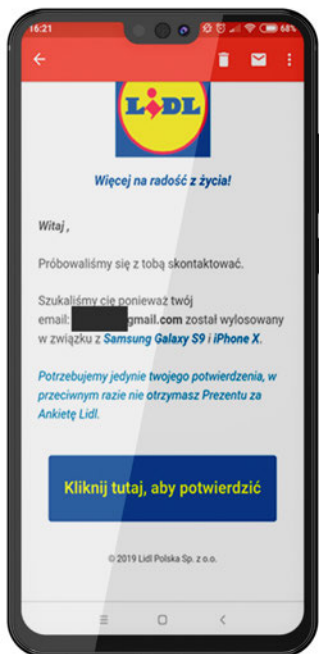 16:21
68%
LIDL
Więcej na radość z życia!
Witaj ,
Próbowaliśmy się z tobą skontaktować.
Szukaliśmy cię ponieważ twój
email: gmail.com został wylosowany
w związku z Samsung Galaxy S9 i iPhone X.
Potrzebujemy jedynie twojego potwierdzenia, w
przeciwnym razie nie otrzymasz Prezentu za
Ankietę Lidl.
Kliknij tutaj, aby potwierdzić
© 2019 Lidl Polska Sp. z o.o.